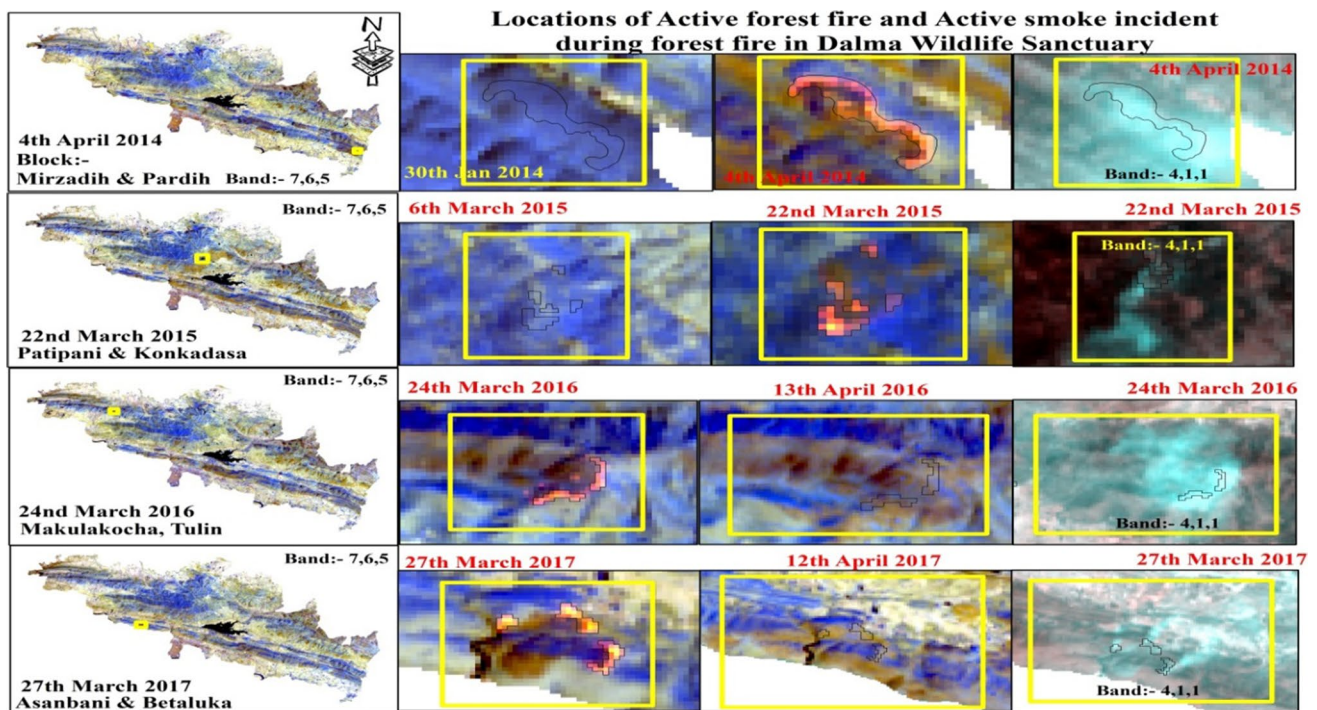 Locations of Active forest fire and Active smoke incident
during forest fire in Dalma Wildlife Sanctuary
N
4th April 2014
Block:-
Mirzadih & Pardih Band:- 7,6,5
30th Jan 2014
4th April 2014
4th April 2014
Band:- 4,1,1
Band:- 7,6,5
22nd March 2015
Patipani & Konkadasa
6th March 2015
22nd March 2015
22nd March 2015
Band:- 4,1,1
Band:- 7,6,5
24nd March 2016
Makulakocha, Tulin
24th March 2016
13th April 2016
24th March 2016
Band:- 4,1,1
Band:- 7,6,5
27th March 2017
Asanbani & Betaluka
27th March 2017
12th April 2017
27th March 2017
Band:- 4,1,1